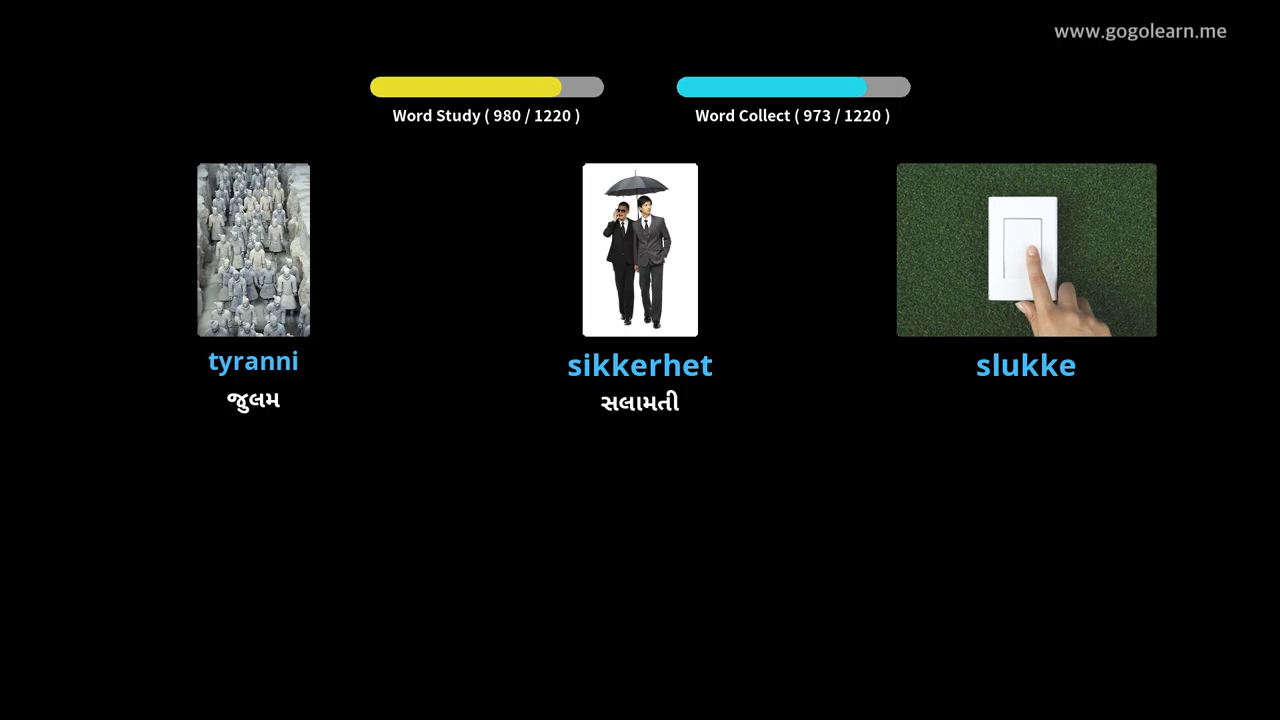 www.gogolearn.me
Word Study ( 980 / 1220 )
Word Collect ( 973 / 1220 )
tyranni
જુલમ
sikkerhet
સલામતી
slukke